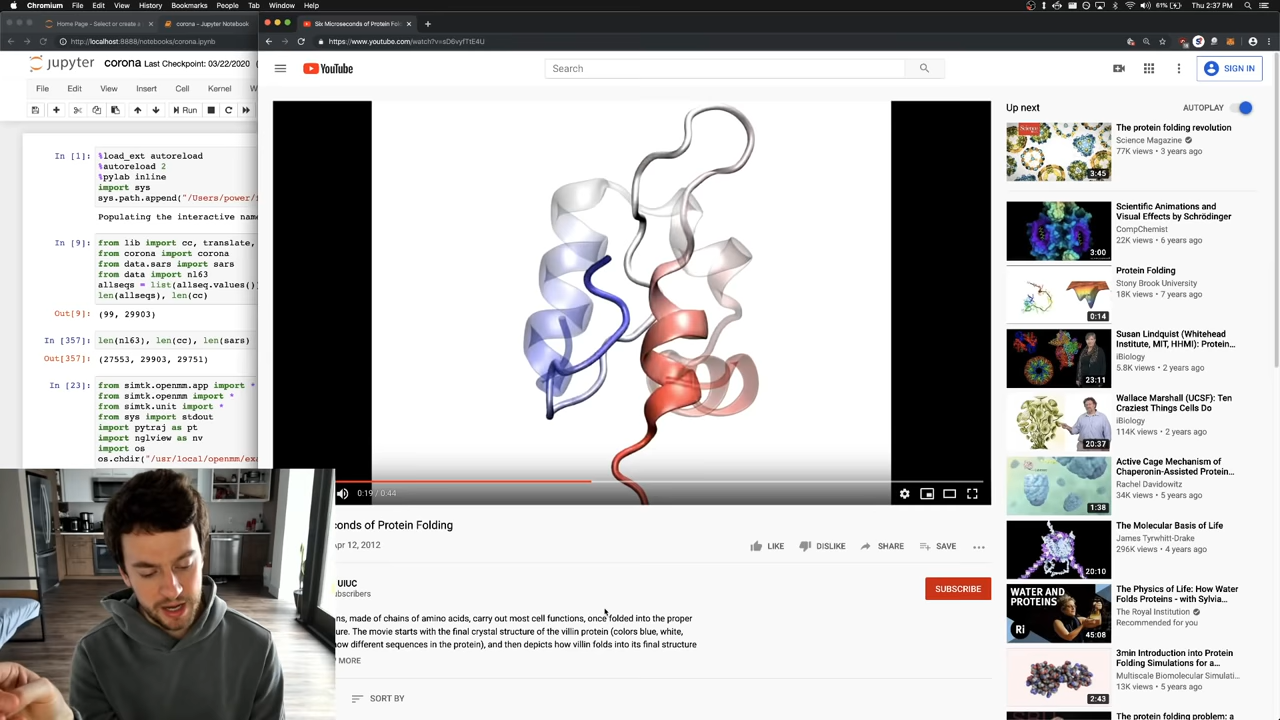 Chromium File Edit View History Bookmarks People Tab Window Help
61% Thu 2:37 PM
Home Page - Select or create a
corona - Jupyter Notebook
Six Microseconds of Protein Fol
http://localhost:8888/notebooks/corona.ipynb
https://www.youtube.com/watch?v=sD6vyfTtE4U
jupyter corona Last Checkpoint: 03/22/2020
File Edit View Insert Cell Kernel W
Run
In [1]:
%load_ext autoreload
%autoreload 2
%pylab inline
import sys
sys.path.append("/Users/power/
Populating the interactive name
In [9]:
from lib import cc, translate,
from corona import corona
from data.sars import sars
from data import nl63
allseqs = list(allseq.values()
len(allseqs), len(cc)
Out[9]: (99, 29903)
In [357]: len(nl63), len(cc), len(sars)
Out[357]: (27553, 29903, 29751)
In [23]:
from simtk.openmm.app import *
from simtk.openmm import *
from simtk.unit import *
from sys import stdout
import pytraj as pt
import nglview as nv
import os
os.chdir("/usr/local/openmm/exa
YouTube
Search
SIGN IN
0:19 / 0:44
onds of Protein Folding
Apr 12, 2012
LIKE DISLIKE SHARE SAVE
UIUC
ubscribers
SUBSCRIBE
ns, made of chains of amino acids, carry out most cell functions, once folded into the proper
ure. The movie starts with the final crystal structure of the villin protein (colors blue, white,
how different sequences in the protein), and then depicts how villin folds into its final structure
MORE
SORT BY
Up next
AUTOPLAY
Science
3:45
The protein folding revolution
Science Magazine
77K views • 3 years ago
3:00
Scientific Animations and
Visual Effects by Schrödinger
CompChemist
22K views • 6 years ago
0:14
Protein Folding
Stony Brook University
18K views • 7 years ago
23:11
Susan Lindquist (Whitehead
Institute, MIT, HHMI): Protein...
iBiology
5.8K views • 2 years ago
20:37
Wallace Marshall (UCSF): Ten
Craziest Things Cells Do
iBiology
114K views • 2 years ago
1:38
Active Cage Mechanism of
Chaperonin-Assisted Protein...
Rachel Davidowitz
34K views • 5 years ago
20:10
The Molecular Basis of Life
James Tyrwhitt-Drake
296K views • 4 years ago
WATER AND
PROTEINS
Ri
45:08
The Physics of Life: How Water
Folds Proteins - with Sylvia...
The Royal Institution
Recommended for you
2:43
3min Introduction into Protein
Folding Simulations for a...
Multiscale Biomolecular Simulati...
13K views • 5 years ago
The protein folding problem: a